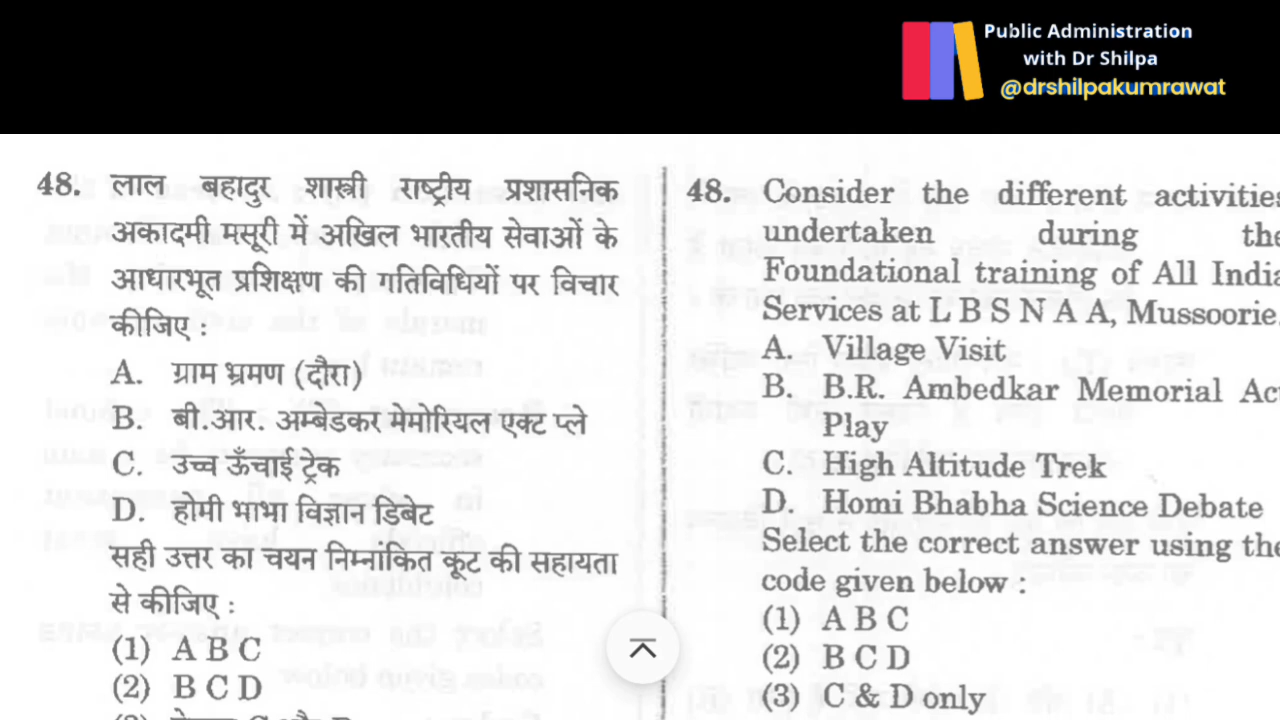 Public Administration
with Dr Shilpa
@drshilpakumrawat
48. लाल बहादुर शास्त्री राष्ट्रीय प्रशासनिक
अकादमी मसूरी में अखिल भारतीय सेवाओं के
आधारभूत प्रशिक्षण की गतिविधियों पर विचार
कीजिए :
A. ग्राम भ्रमण (दौरा)
B. बी.आर. अम्बेडकर मेमोरियल एक्ट प्ले
C. उच्च ऊँचाई ट्रेक
D. होमी भाभा विज्ञान डिबेट
सही उत्तर का चयन निम्नांकित कूट की सहायता
से कीजिए :
(1) A B C
(2) B C D
48. Consider the different activities
undertaken during the
Foundational training of All India
Services at L B S N A A, Mussoorie.
A. Village Visit
B. B.R. Ambedkar Memorial Act
Play
C. High Altitude Trek
D. Homi Bhabha Science Debate
Select the correct answer using the
code given below :
(1) A B C
(2) B C D
(3) C & D only